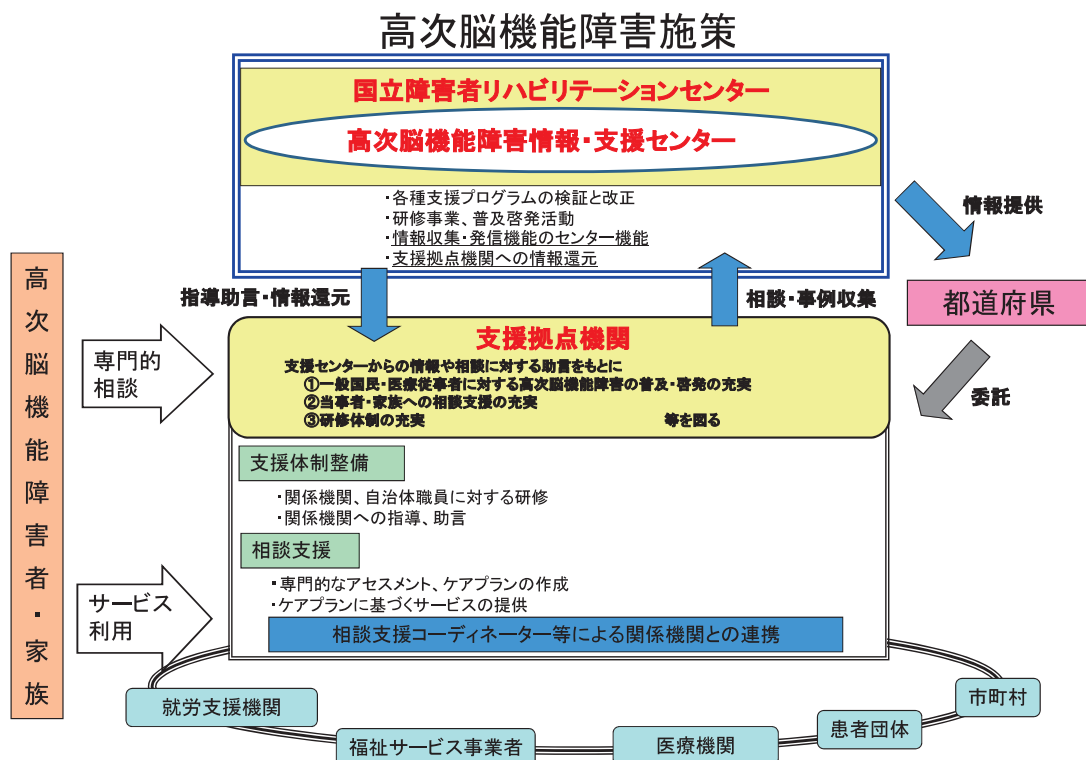 高次脳機能障害施策
国立障害者リハビリテーションセンター
高次脳機能障害情報・支援センター
・各種支援プログラムの検証と改正
・研修事業、普及啓発活動
・情報収集・発信機能のセンター機能
・支援拠点機関への情報還元
情報提供
指導助言・情報還元
相談・事例収集
都道府県
委託
高次脳機能障害者・家族
専門的
相談
支援拠点機関
支援センターからの情報や相談に対する助言をもとに
①一般国民・医療従事者に対する高次脳機能障害の普及・啓発の充実
②当事者・家族への相談支援の充実
③研修体制の充実 等を図る
支援体制整備
・関係機関、自治体職員に対する研修
・関係機関への指導、助言
相談支援
・専門的なアセスメント、ケアプランの作成
・ケアプランに基づくサービスの提供
サービス
利用
相談支援コーディネーター等による関係機関との連携
就労支援機関
福祉サービス事業者
医療機関
患者団体
市町村